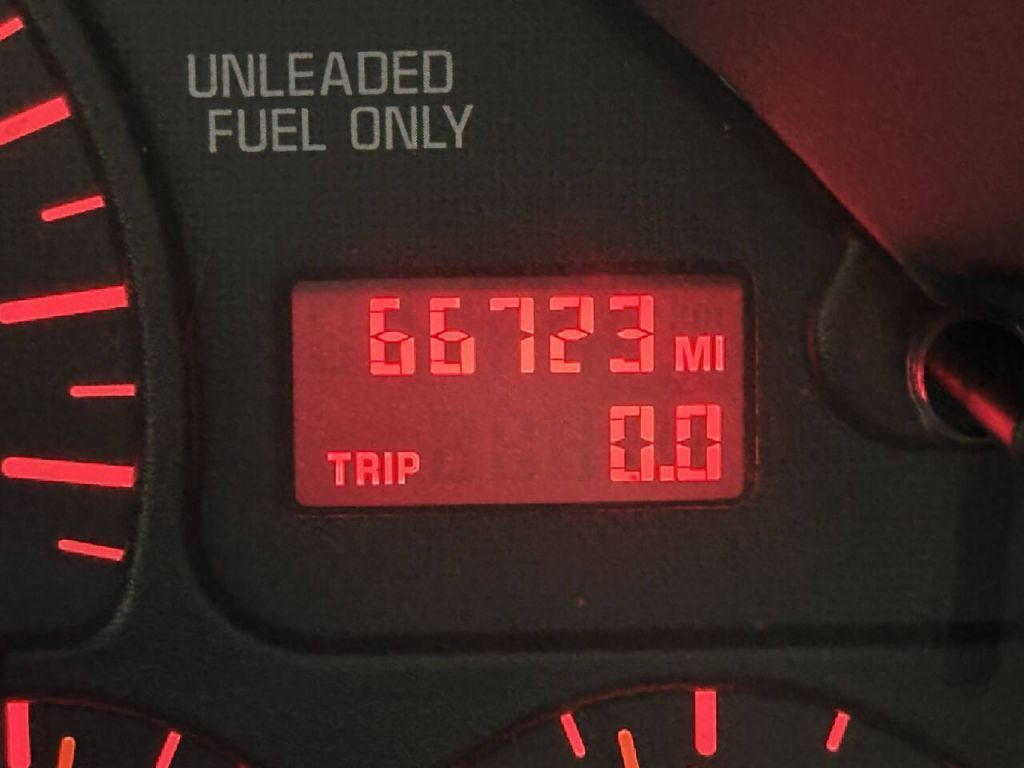 UNLEADED
FUEL ONLY
66723 MI
TRIP 0.0